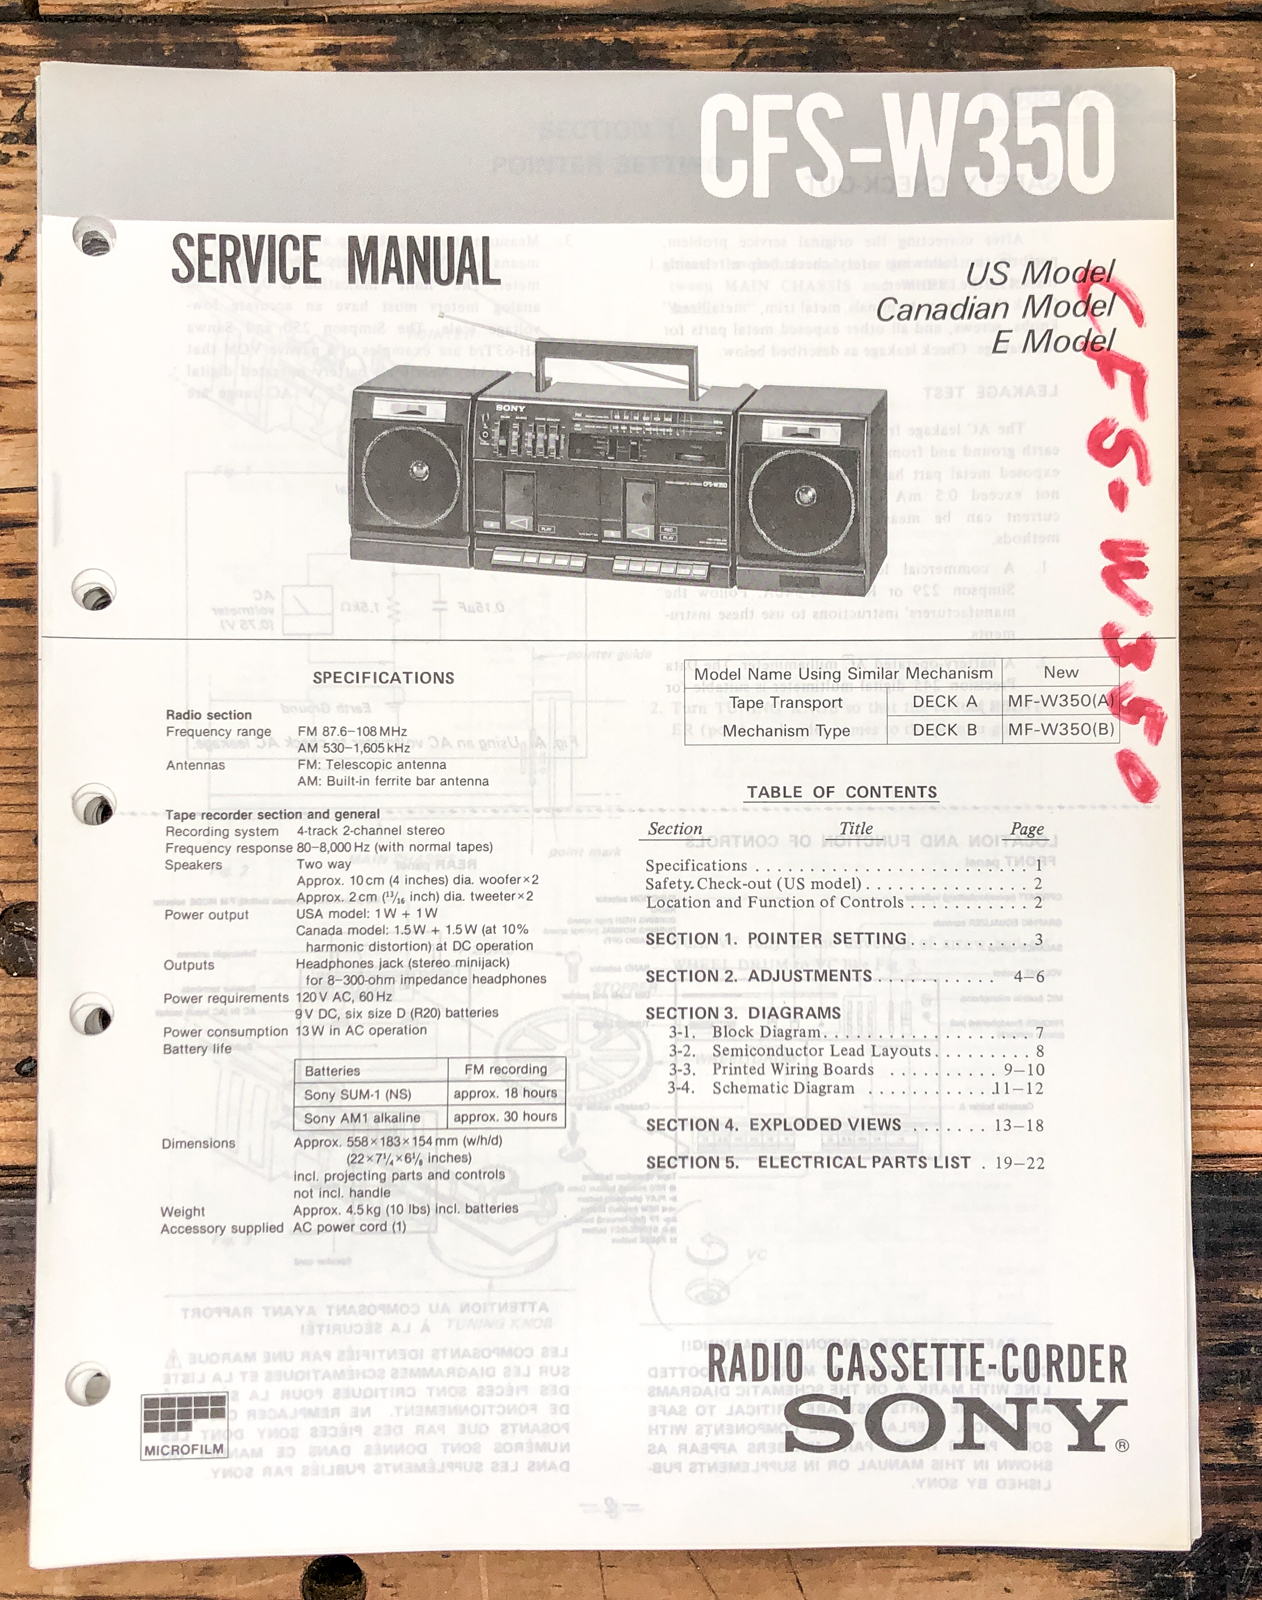 CFS-W350
SERVICE MANUAL
US Model
Canadian Model
E Model
CFS-W350
SONY
CFS-W350
SPECIFICATIONS
Radio section
Frequency range FM 87.6–108 MHz
AM 530–1,605 kHz
Antennas FM: Telescopic antenna
AM: Built-in ferrite bar antenna
Tape recorder section and general
Recording system 4-track 2-channel stereo
Frequency response 80–8,000 Hz (with normal tapes)
Speakers Two way
Approx. 10 cm (4 inches) dia. woofer×2
Approx. 2 cm (13/16 inch) dia. tweeter×2
Power output USA model: 1 W + 1 W
Canada model: 1.5 W + 1.5 W (at 10%
harmonic distortion) at DC operation
Outputs Headphones jack (stereo minijack)
for 8–300-ohm impedance headphones
Power requirements 120 V AC, 60 Hz
9 V DC, six size D (R20) batteries
Power consumption 13 W in AC operation
Battery life
Batteries FM recording
Sony SUM-1 (NS) approx. 18 hours
Sony AM1 alkaline approx. 30 hours
Dimensions Approx. 558×183×154 mm (w/h/d)
(22×7¼×6⅛ inches)
incl. projecting parts and controls
not incl. handle
Weight Approx. 4.5 kg (10 lbs) incl. batteries
Accessory supplied AC power cord (1)
MICROFILM
Model Name Using Similar Mechanism New
Tape Transport DECK A MF-W350(A)
Mechanism Type DECK B MF-W350(B)
TABLE OF CONTENTS
Section Title Page
Specifications . . . . . . . . . . . . . . . . . . . . . . . . . . . 1
Safety Check-out (US model) . . . . . . . . . . . . . . . . 2
Location and Function of Controls . . . . . . . . . . . . 2
SECTION 1. POINTER SETTING . . . . . . . . . . . 3
SECTION 2. ADJUSTMENTS . . . . . . . . . . . 4–6
SECTION 3. DIAGRAMS
3-1. Block Diagram . . . . . . . . . . . . . . . . . . . 7
3-2. Semiconductor Lead Layouts . . . . . . . . . 8
3-3. Printed Wiring Boards . . . . . . . . . . 9–10
3-4. Schematic Diagram . . . . . . . . . . . . 11–12
SECTION 4. EXPLODED VIEWS . . . . . . . 13–18
SECTION 5. ELECTRICAL PARTS LIST . 19–22
RADIO CASSETTE-CORDER
SONY®